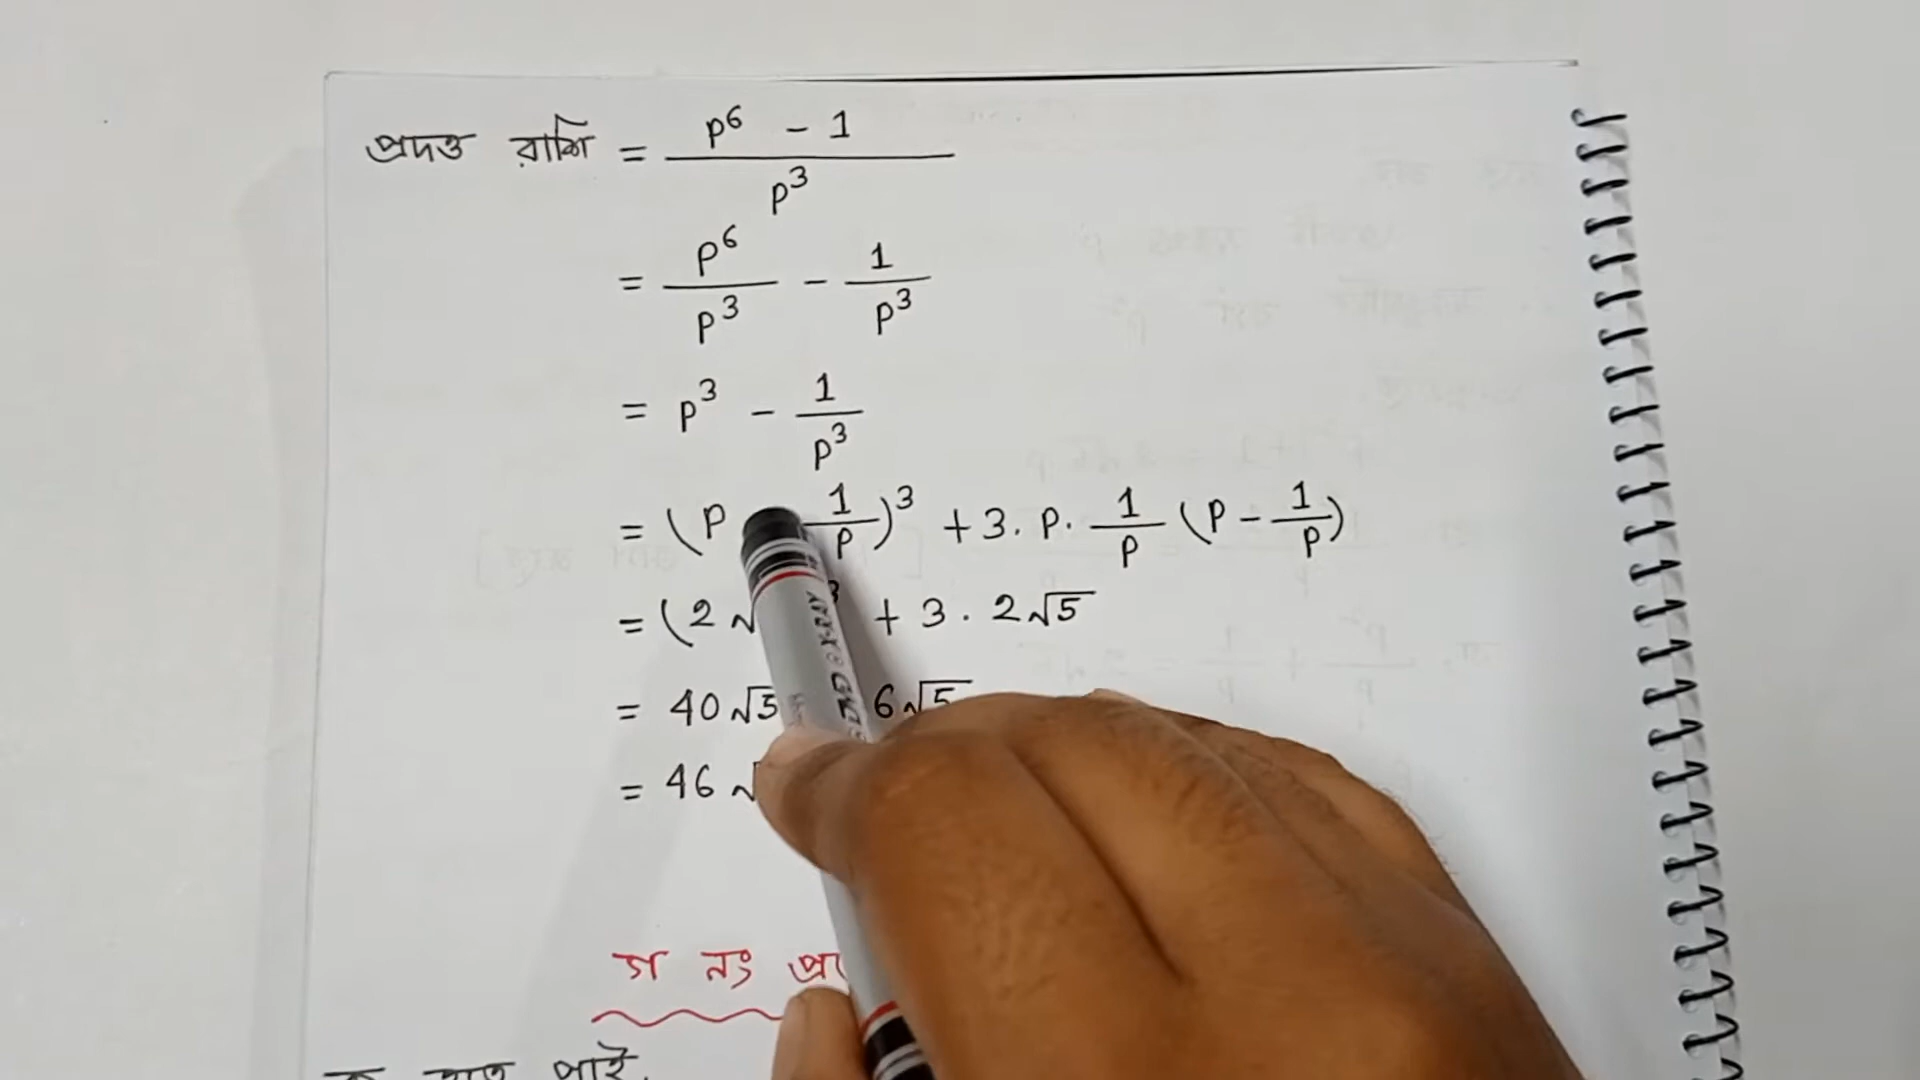 প্রদত্ত রাশি = (p⁶ - 1)/p³
= p⁶/p³ - 1/p³
= p³ - 1/p³
= (p 1/p)³ + 3. p. 1/p (p - 1/p)
= (2√ ³ + 3 . 2√5
= 40√5 6√5
= 46√
গ নং
পাই,